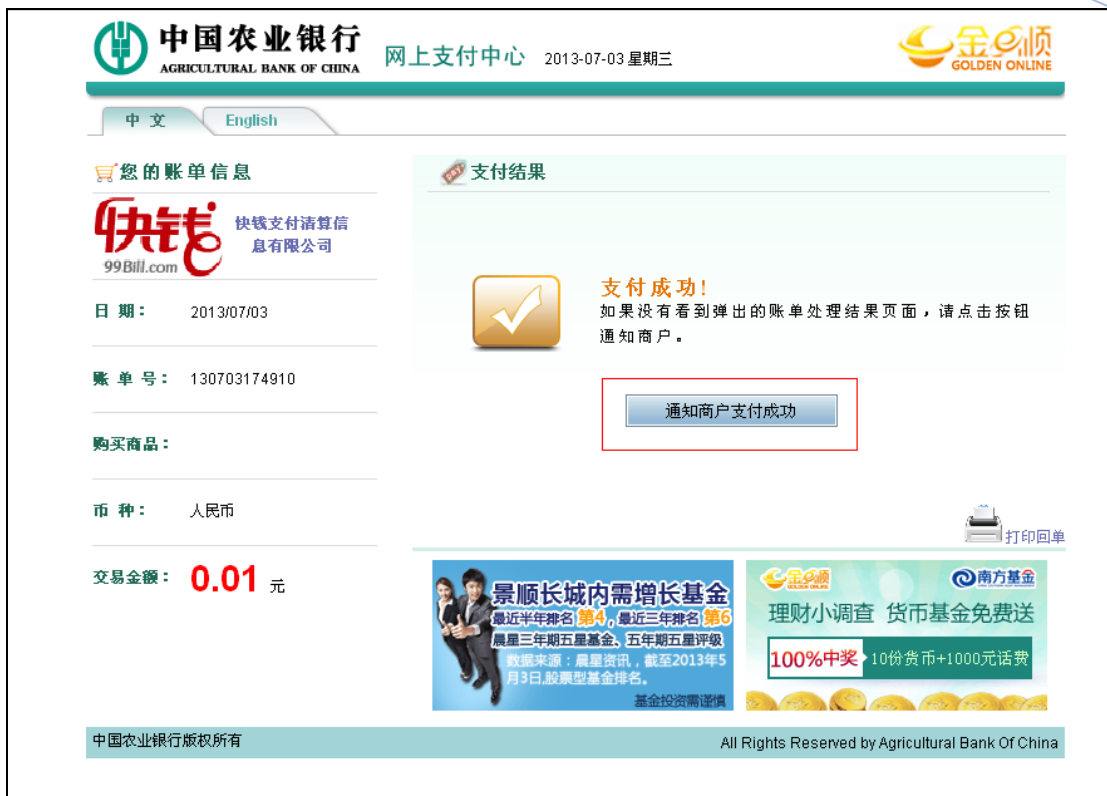 中国农业银行
AGRICULTURAL BANK OF CHINA
网上支付中心 2013-07-03 星期三
金e顺
GOLDEN ONLINE
中 文 English
您的账单信息
快钱
99Bill.com
快钱支付清算信
息有限公司
日 期： 2013/07/03
账 单 号： 130703174910
购买商品：
币 种： 人民币
交易金额： 0.01 元
支付结果
支付成功!
如果没有看到弹出的账单处理结果页面，请点击按钮
通知商户。
通知商户支付成功
打印回单
景顺长城内需增长基金
最近半年排名第4，最近三年排名第6
晨星三年期五星基金、五年期五星评级
数据来源：晨星资讯，截至2013年5
月3日,股票型基金排名。
基金投资需谨慎
金e顺
南方基金
理财小调查 货币基金免费送
100%中奖 10份货币+1000元话费
中国农业银行版权所有 All Rights Reserved by Agricultural Bank Of China